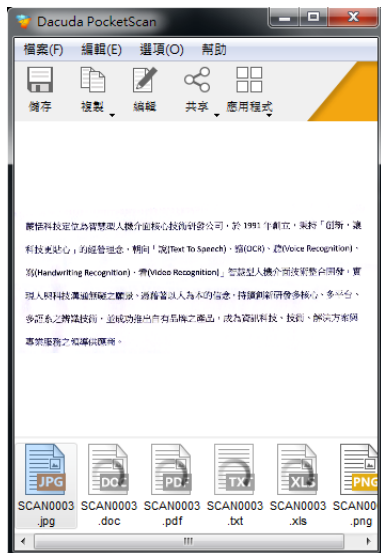 Dacuda PocketScan
檔案(F) 編輯(E) 選項(O) 幫助
儲存 複製 編輯 共享 應用程式
蒙恬科技定位為智慧型人機介面核心技術研發公司，於 1991 年創立，秉持「創新，讓
科技更貼心」的經營理念，朝向「說(Text To Speech)、(OCR)、聽(Voice Recognition)、
寫(Handwriting Recognition)、看(Video Recognition)」智慧型人機介面技術整合開發，實
現人與科技溝通無礙之願景，憑藉著以人為本的信念，持續創新研發多核心、多平台、
多語系之辨識技術，並成功推出自有品牌之產品，成為資訊科技、技術、解決方案與
專業服務之領導供應商。
JPG DOC PDF TXT XLS PNG
SCAN0003 SCAN0003 SCAN0003 SCAN0003 SCAN0003 SCAN00
.jpg .doc .pdf .txt .xls .png